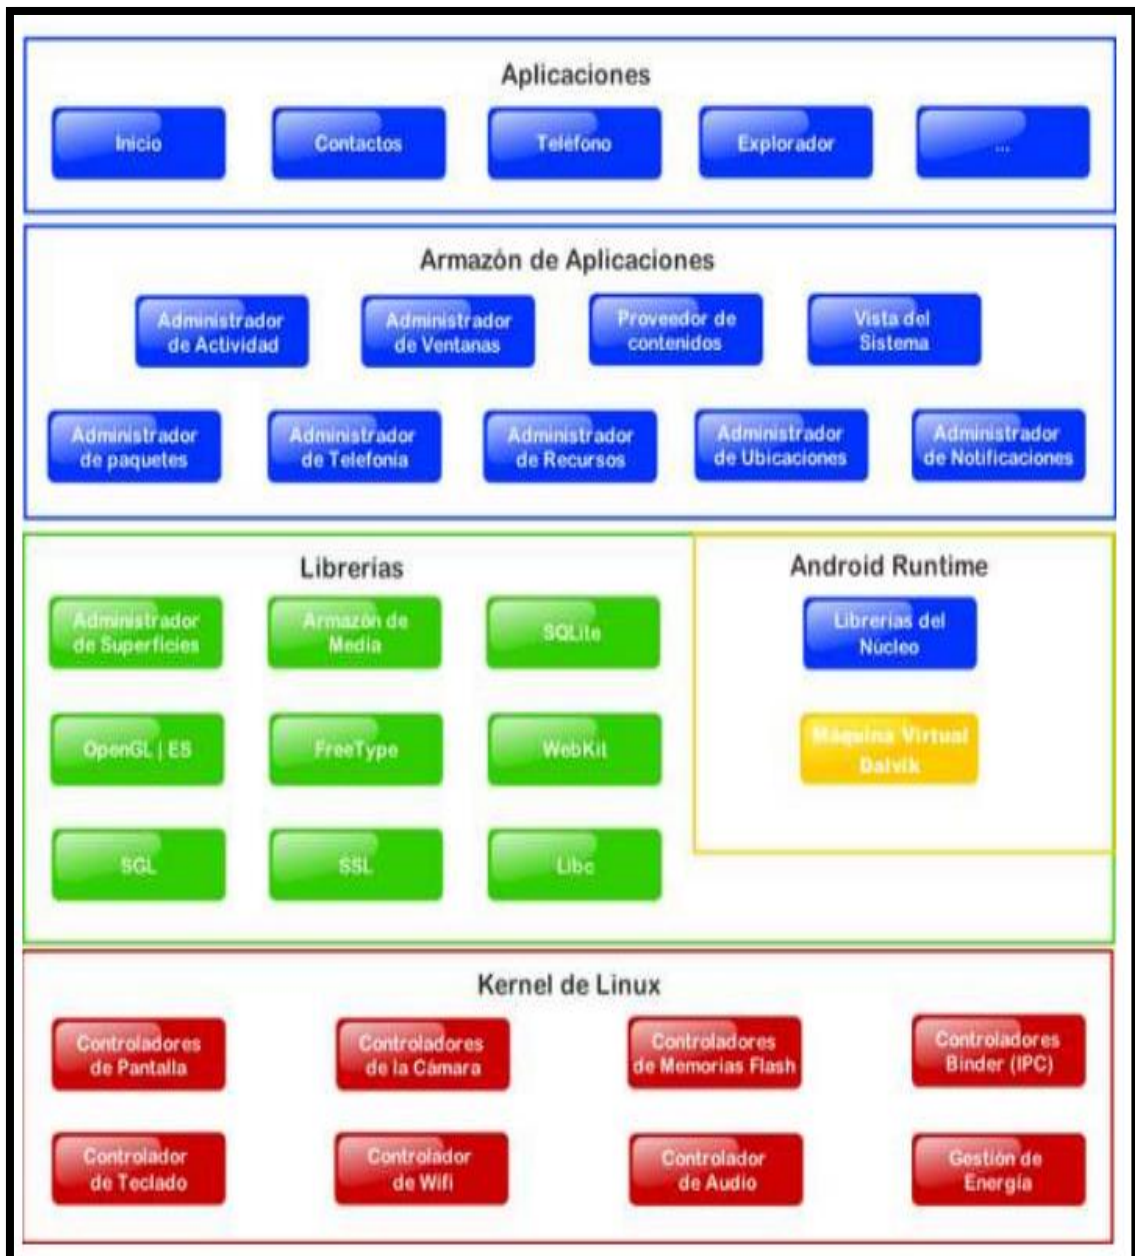 Aplicaciones
Inicio
Contactos
Teléfono
Explorador
...
Armazón de Aplicaciones
Administrador
de Actividad
Administrador
de Ventanas
Proveedor de
contenidos
Vista del
Sistema
Administrador
de paquetes
Administrador
de Telefonía
Administrador
de Recursos
Administrador
de Ubicaciones
Administrador
de Notificaciones
Librerías
Administrador
de Superficies
Armazón de
Media
SQLite
OpenGL | ES
FreeType
WebKit
SGL
SSL
Libc
Android Runtime
Librerías del
Núcleo
Máquina Virtual
Dalvik
Kernel de Linux
Controladores
de Pantalla
Controladores
de la Cámara
Controladores
de Memorias Flash
Controladores
Binder (IPC)
Controlador
de Teclado
Controlador
de Wifi
Controlador
de Audio
Gestión de
Energía